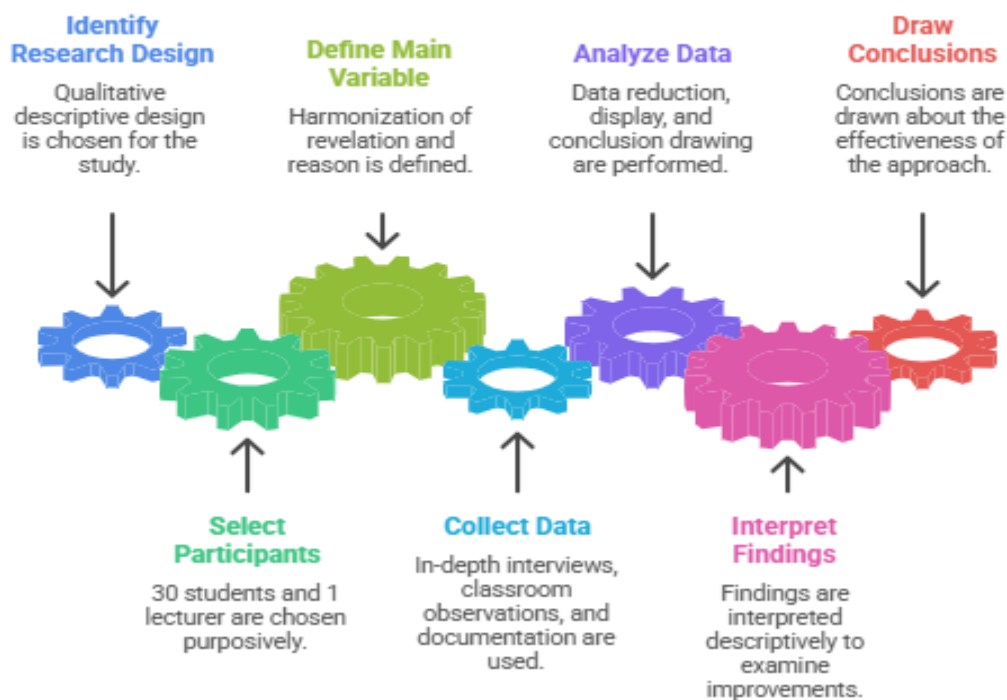 Identify
Research Design
Qualitative
descriptive design
is chosen for the
study.
Select
Participants
30 students and 1
lecturer are chosen
purposively.
Define Main
Variable
Harmonization of
revelation and
reason is defined.
Collect Data
In-depth interviews,
classroom
observations, and
documentation are
used.
Analyze Data
Data reduction,
display, and
conclusion drawing
are performed.
Interpret
Findings
Findings are
interpreted
descriptively to
examine
improvements.
Draw
Conclusions
Conclusions are
drawn about the
effectiveness of
the approach.